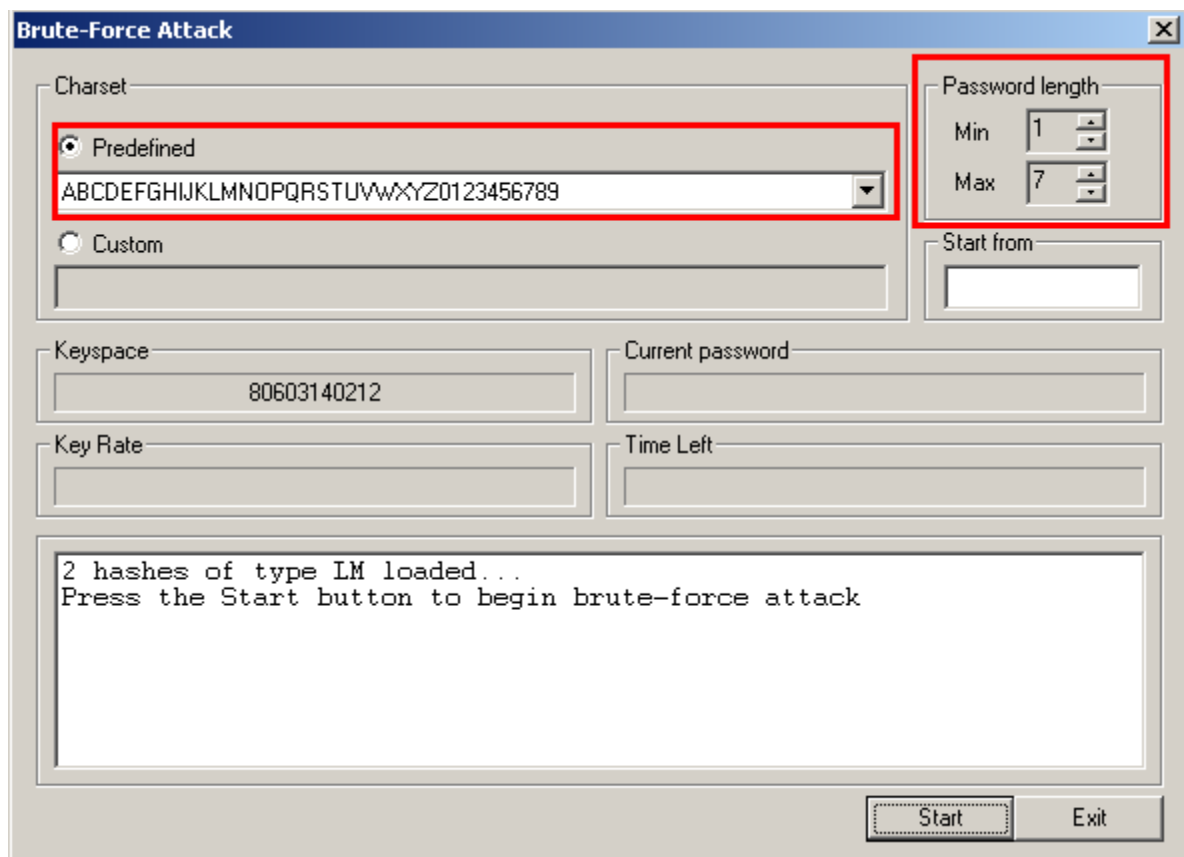 Brute-Force Attack
Charset
Predefined
ABCDEFGHIJKLMNOPQRSTUVWXYZ0123456789
Custom
Password length
Min 1
Max 7
Start from
Keyspace
80603140212
Current password
Key Rate
Time Left
2 hashes of type LM loaded...
Press the Start button to begin brute-force attack
Start
Exit